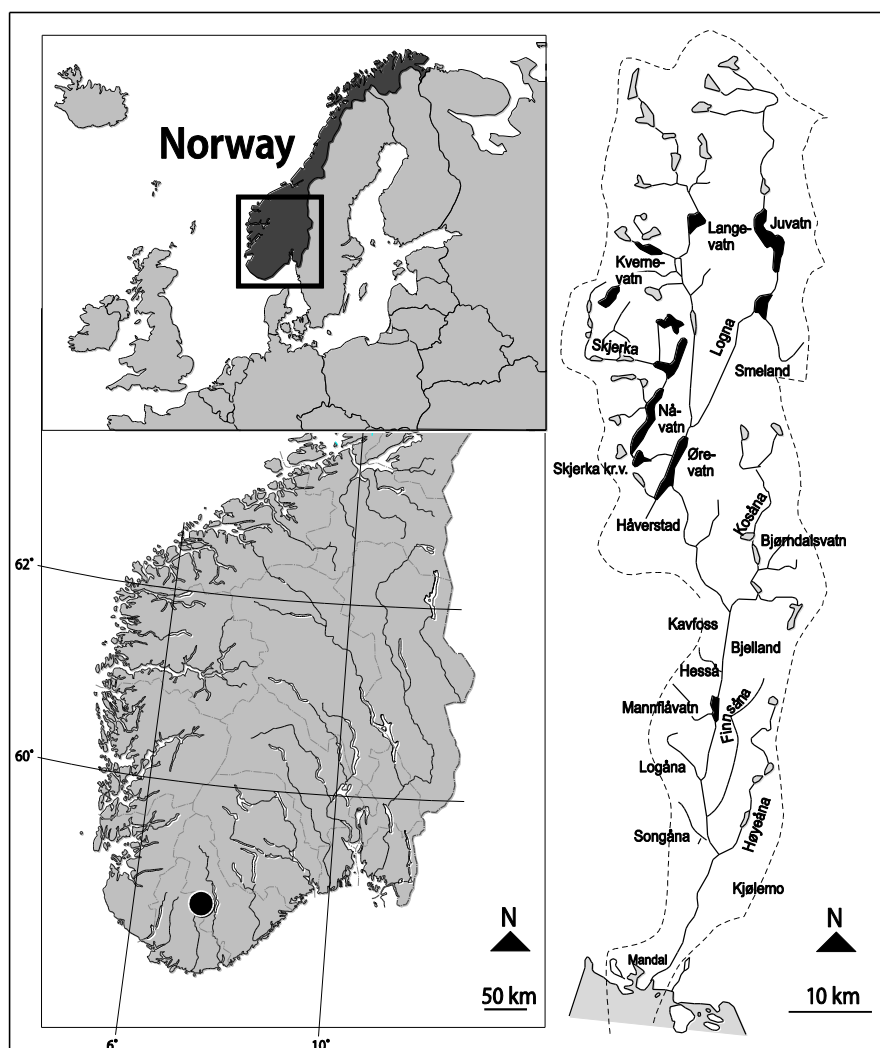 Norway
62°
60°
N
50 km
6°
10°
Lange-
vatn
Juvatn
Kverne-
vatn
Skjerka
Logna
Smeland
Nå-
vatn
Skjerka kr.v.
Øre-
vatn
Håverstad
Kosåna
Bjørndalsvatn
Kavfoss
Bjelland
Hesså
Mannflåvatn
Finnsåna
Logåna
Songåna
Høyeåna
Kjølemo
N
Mandal
10 km